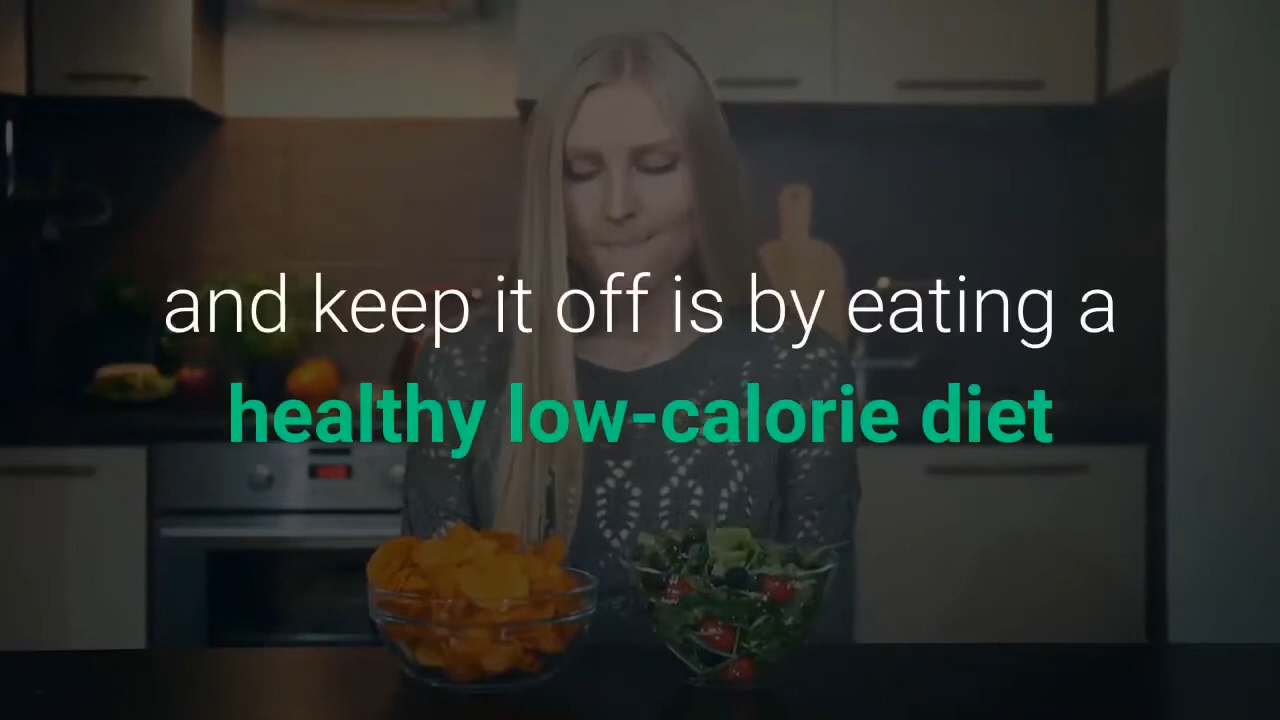 and keep it off is by eating a
healthy low-calorie diet